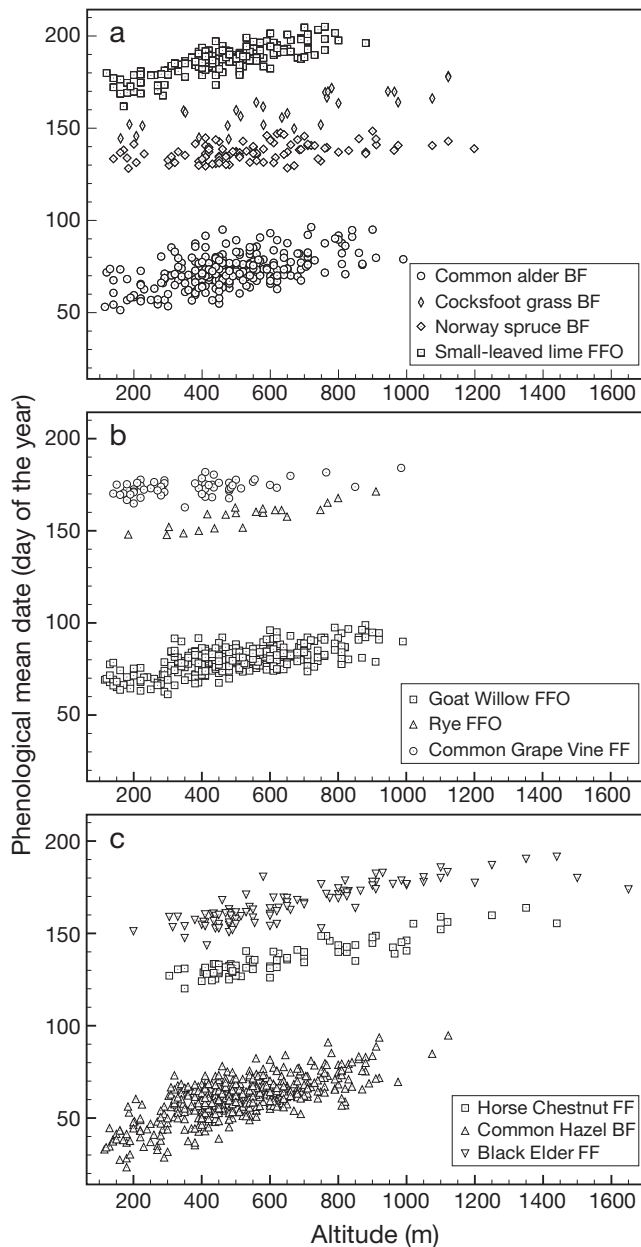 Phenological mean date (day of the year)
a
200
150
100
50
200 400 600 800 1000 1200 1400 1600
Common alder BF
Cocksfoot grass BF
Norway spruce BF
Small-leaved lime FFO
b
200
150
100
50
200 400 600 800 1000 1200 1400 1600
Goat Willow FFO
Rye FFO
Common Grape Vine FF
c
200
150
100
50
200 400 600 800 1000 1200 1400 1600
Horse Chestnut FF
Common Hazel BF
Black Elder FF
Altitude (m)